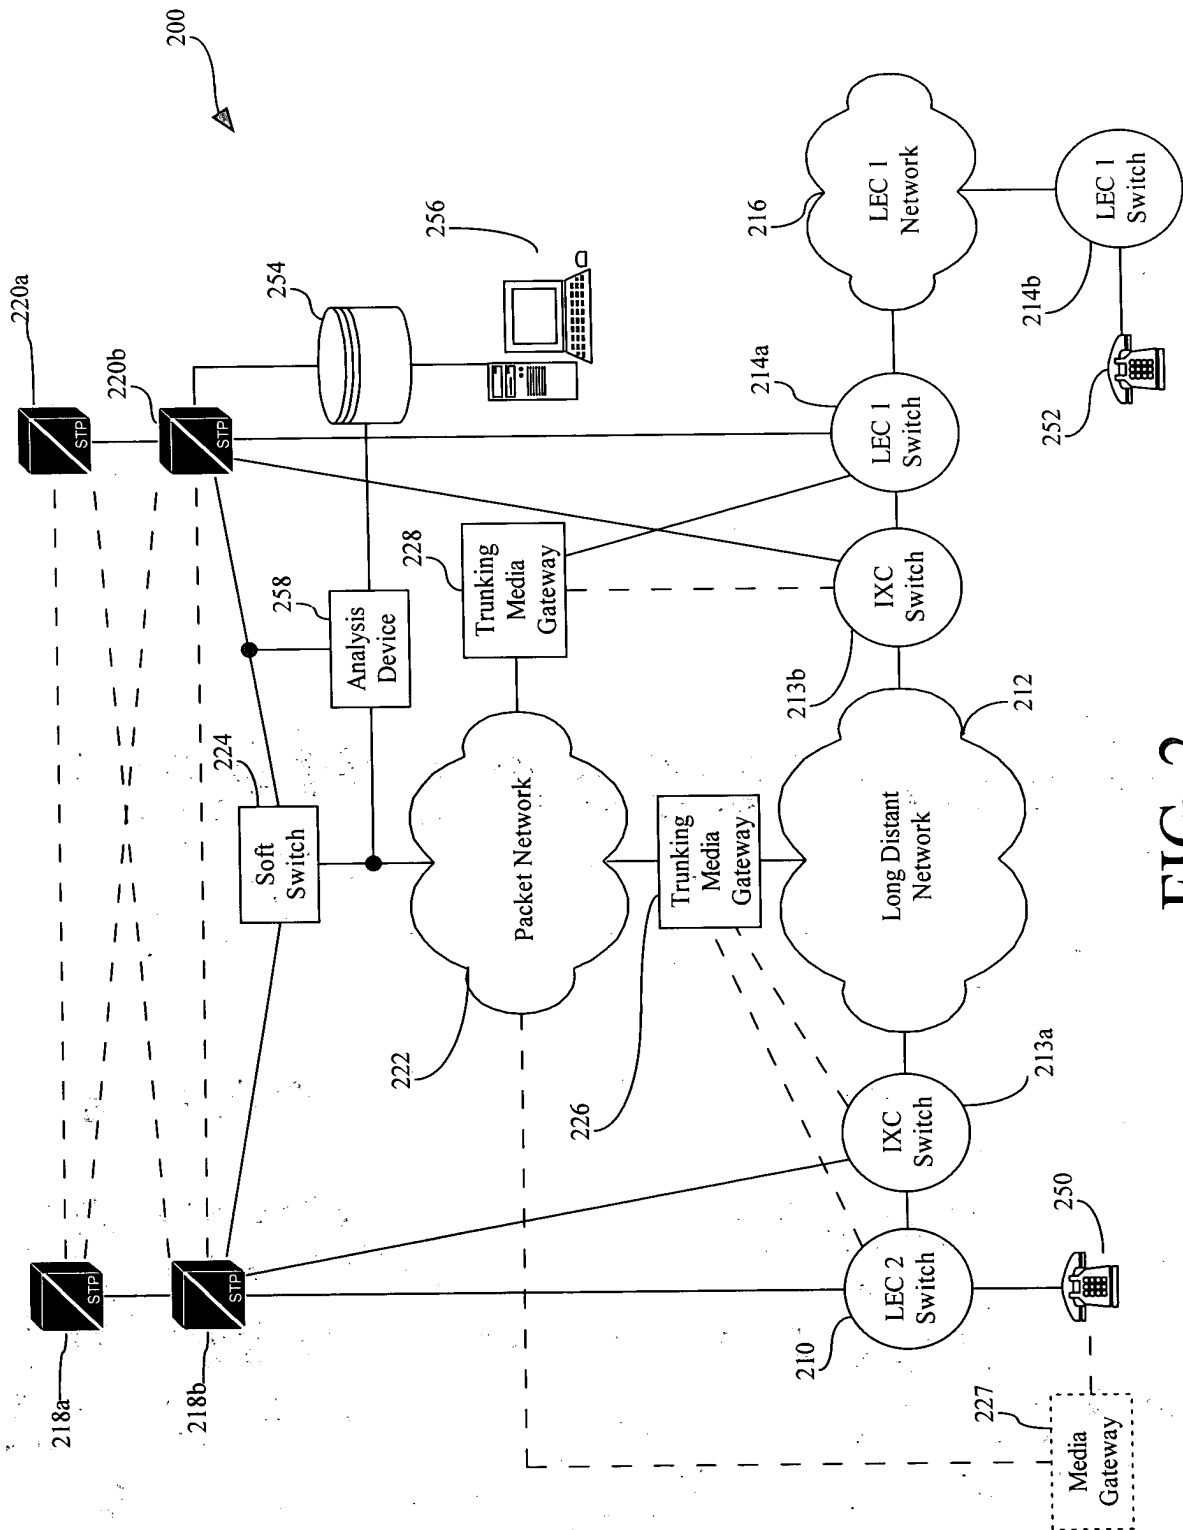 220a
218a
STP
STP
220b
200
218b
STP
STP
224
Soft
Switch
254
258
Analysis
Device
222
228
256
Packet Network
Trunking
Media
Gateway
226
Trunking
Media
Gateway
216
214a
213b
210
LEC 2
Switch
IXC
Switch
Long Distant
Network
IXC
Switch
LEC 1
Switch
LEC 1
Network
213a
212
227
250
252
214b
Media
Gateway
LEC 1
Switch
FIG. 2